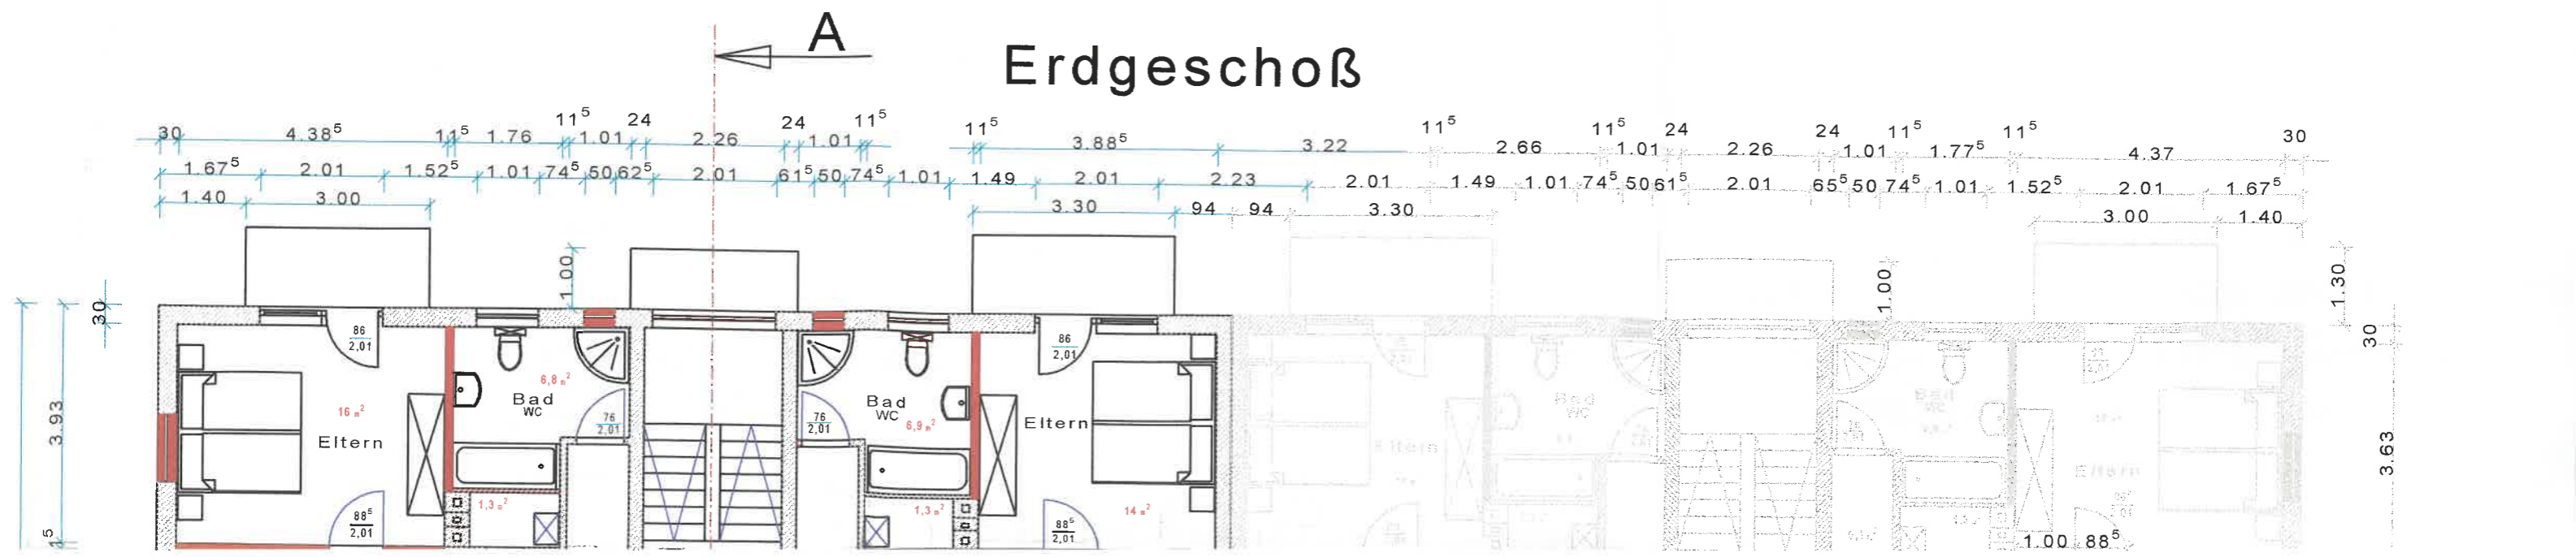 A
Erdgeschoß
30 4.38⁵ 11⁵ 1.76 11⁵ 1.01 24 2.26 24 1.01 11⁵ 11⁵ 3.88⁵ 3.22 11⁵ 2.66 11⁵ 1.01 24 2.26 24 1.01 11⁵ 1.77⁵ 11⁵ 4.37 30
1.67⁵ 2.01 1.52⁵ 1.01 74⁵ 50 62⁵ 2.01 61⁵ 50 74⁵ 1.01 1.49 2.01 2.23 2.01 1.49 1.01 74⁵ 50 61⁵ 2.01 65⁵ 50 74⁵ 1.01 1.52⁵ 2.01 1.67⁵
1.40 3.00 3.30 94 94 3.30 3.00 1.40
1.00 1.00 1.30
30 30
86
2,01
86
2,01
6,8 m²
16 m²
Bad
WC
76
2,01
76
2,01
Bad
WC
6,9 m²
Eltern
Eltern
3.93
3.63
Bad
WC
Bad
WC
Eltern
Eltern
1,3 m²
1,3 m²
14 m²
88⁵
2,01
88⁵
2,01
1.00 88⁵